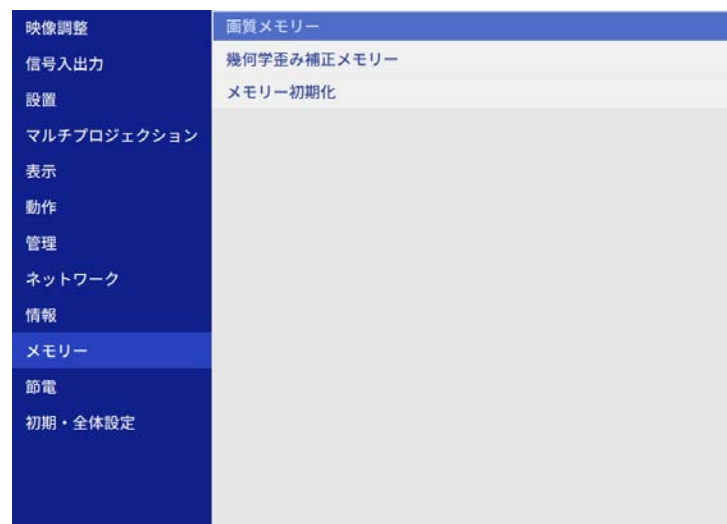 映像調整
信号入出力
設置
マルチプロジェクション
表示
動作
管理
ネットワーク
情報
メモリー
節電
初期・全体設定
画質メモリー
幾何学歪み補正メモリー
メモリー初期化